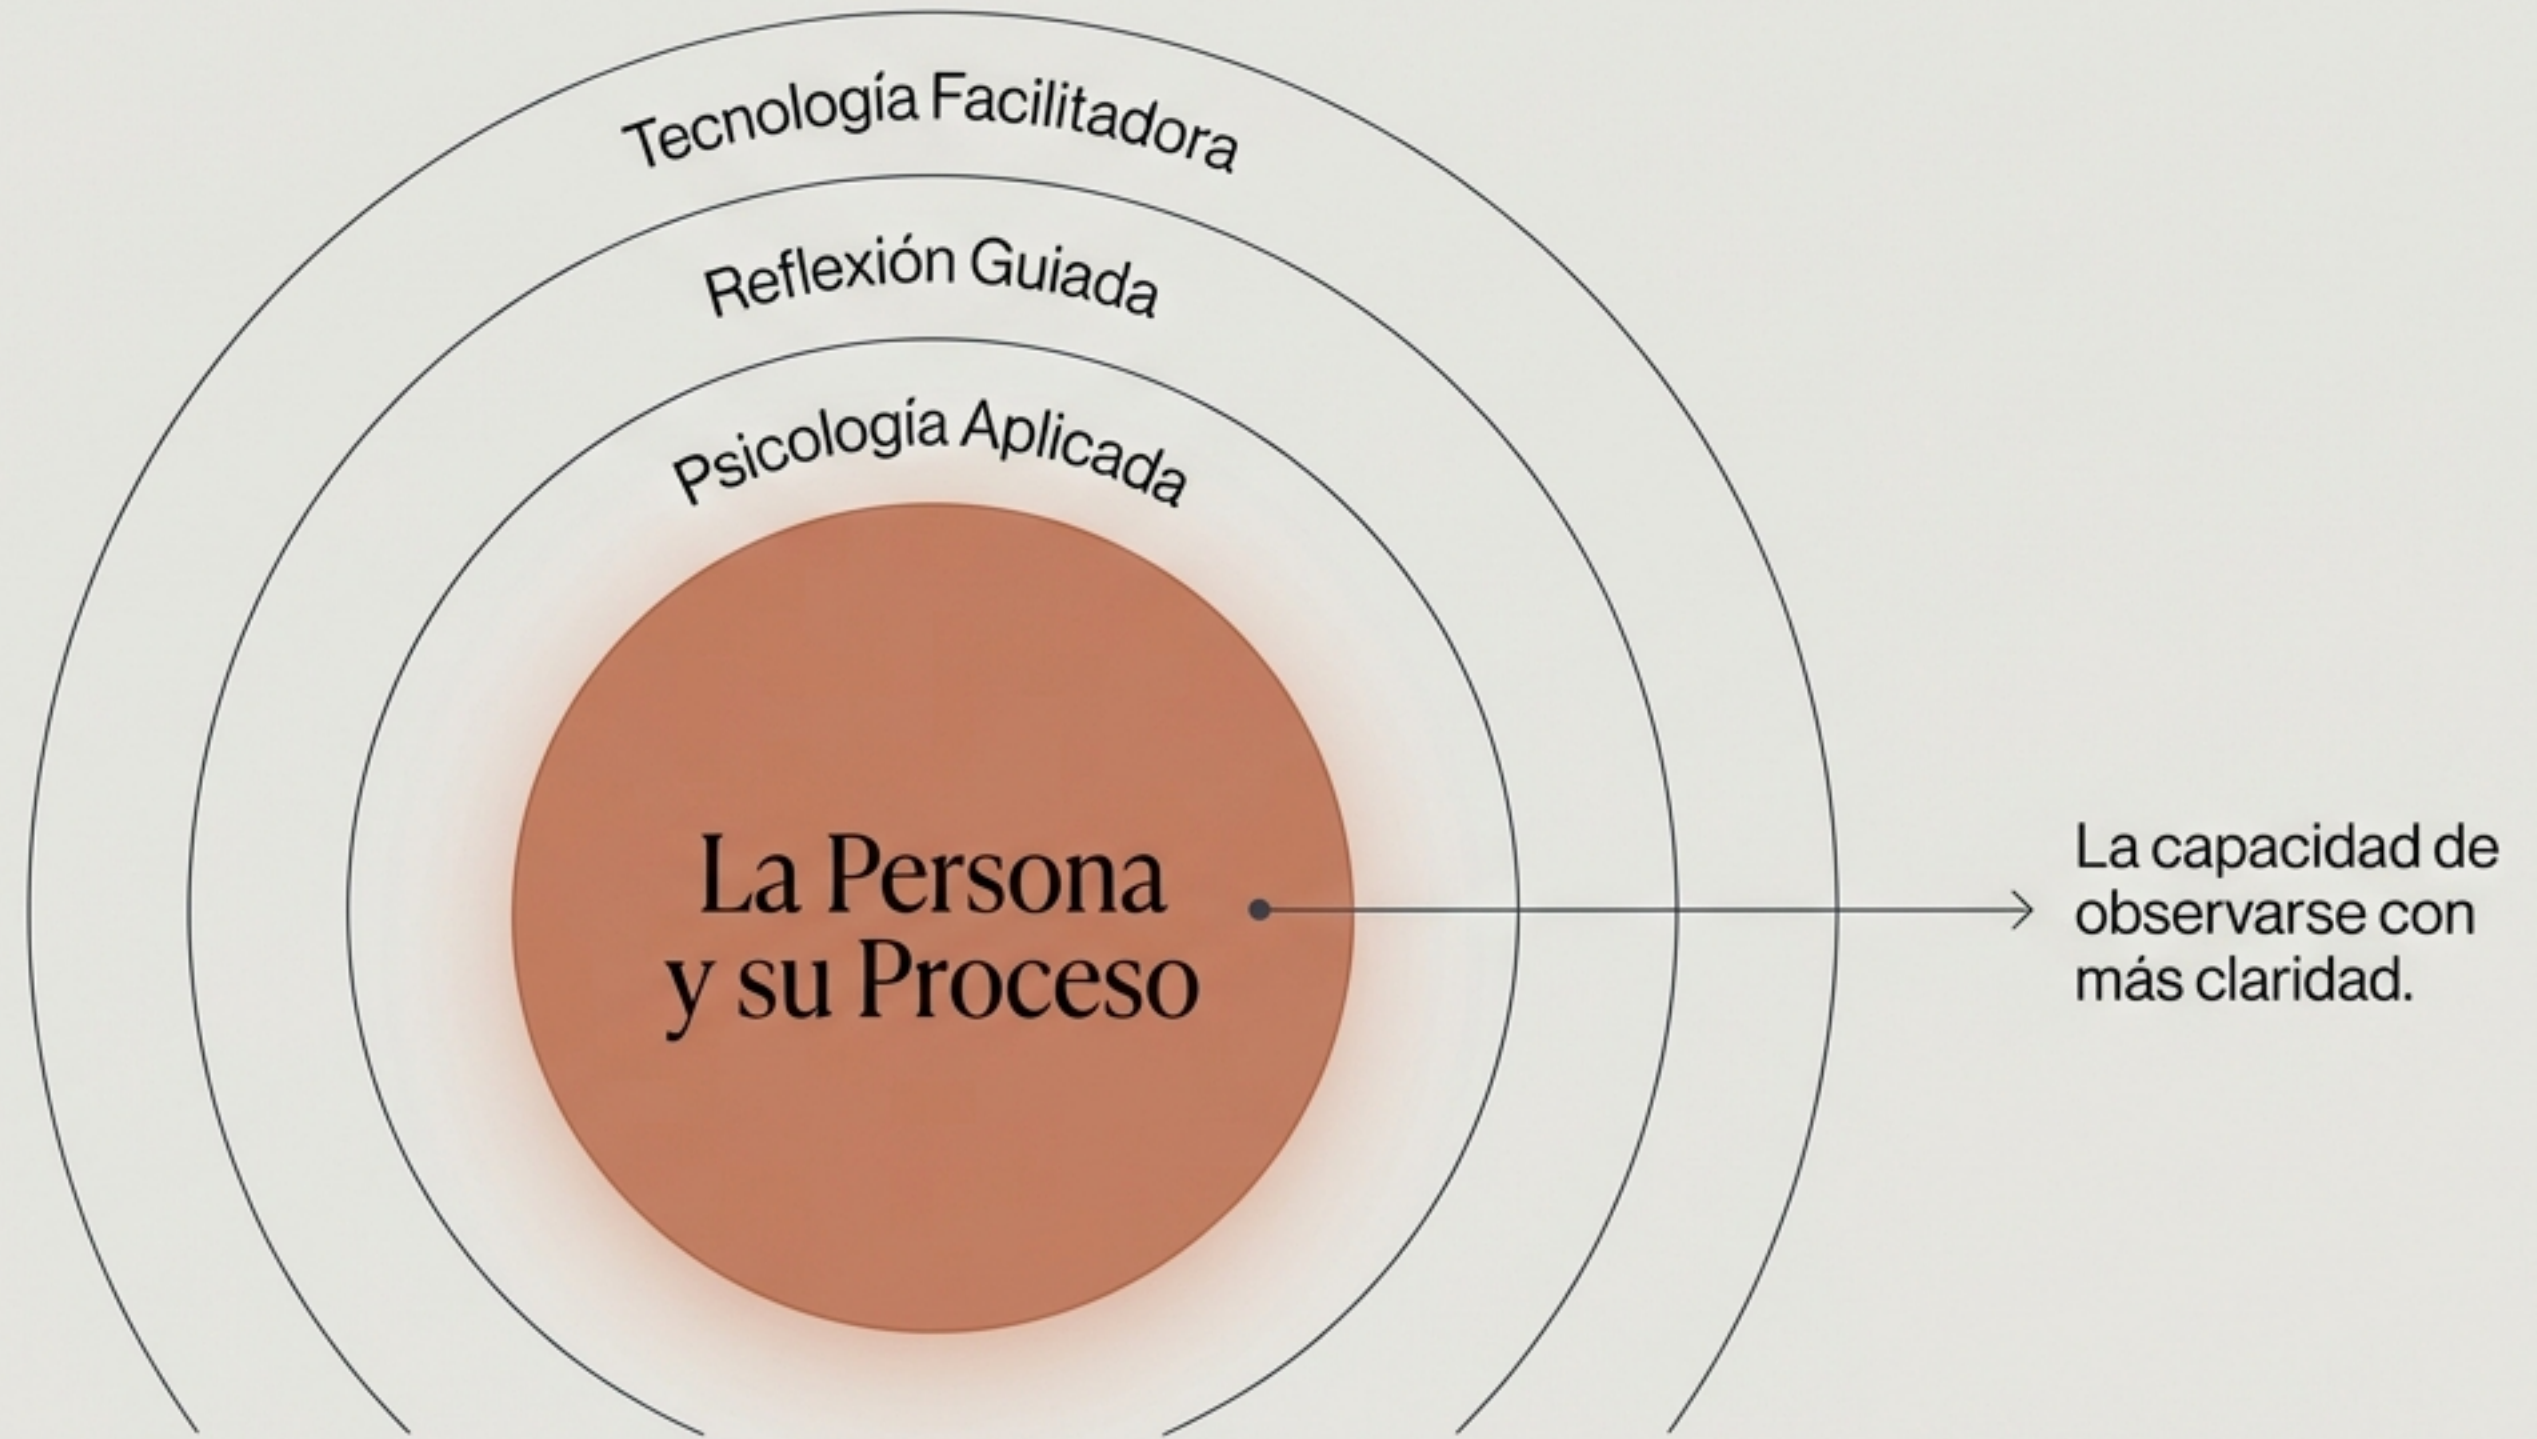 Tecnología Facilitadora
Reflexión Guiada
Psicología Aplicada
La Persona
y su Proceso
La capacidad de
observarse con
más claridad.